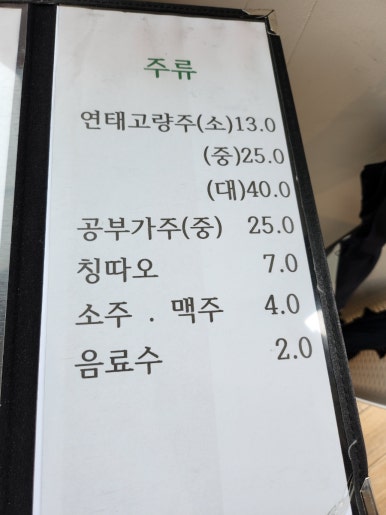 주류
연태고량주(소)13.0
(중)25.0
(대)40.0
공부가주(중) 25.0
칭따오 7.0
소주 . 맥주 4.0
음료수 2.0